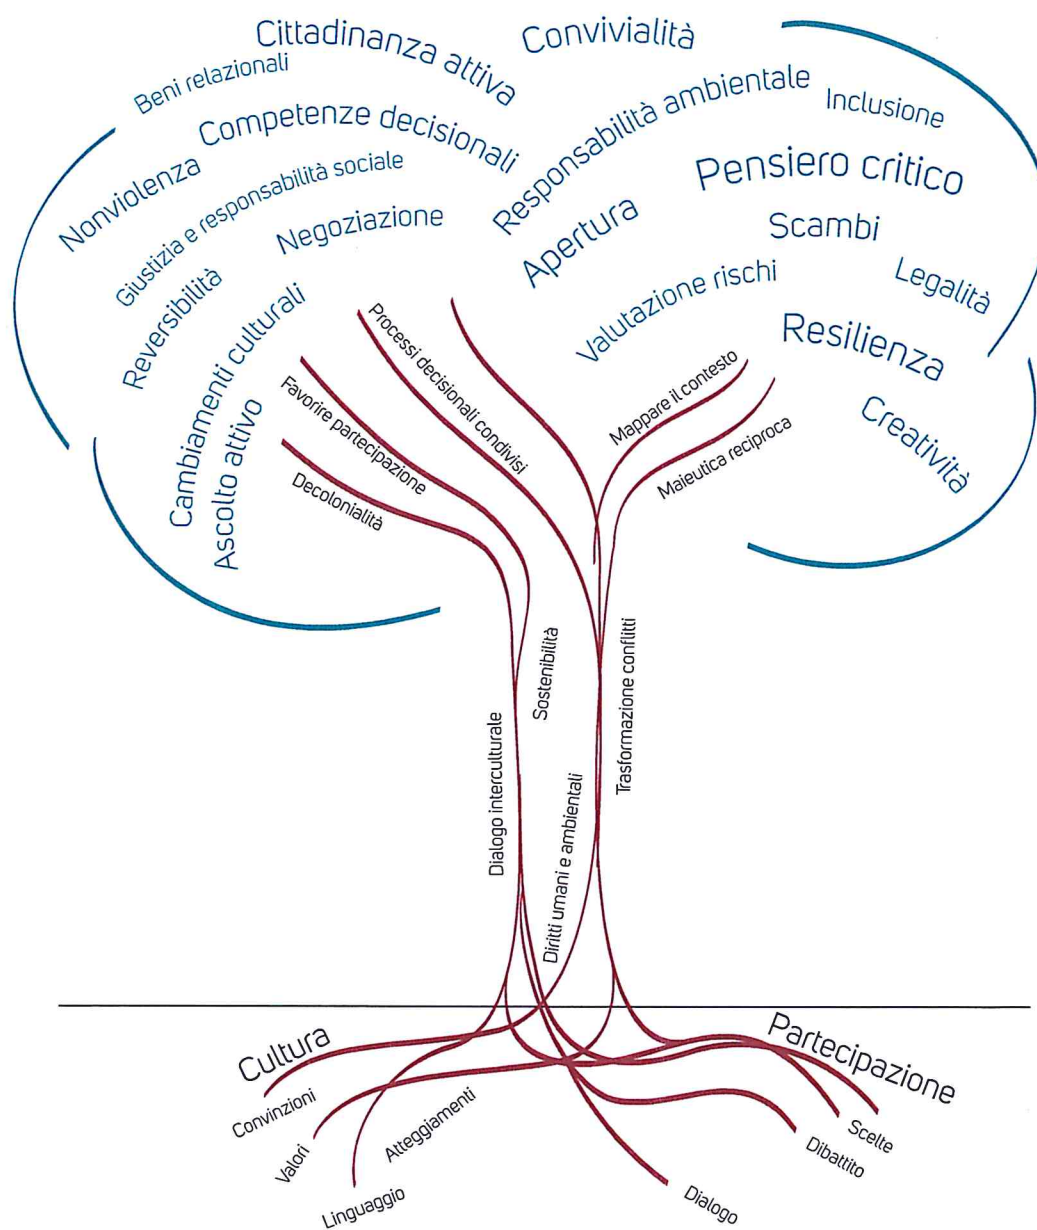 Cittadinanza attiva
Convivialità
Beni relazionali
Competenze decisionali
Responsabilità ambientale
Inclusione
Nonviolenza
Giustizia e responsabilità sociale
Pensiero critico
Negoziazione
Apertura
Scambi
Reversibilità
Valutazione rischi
Legalità
Cambiamenti culturali
Resilienza
Ascolto attivo
Creatività
Processi decisionali condivisi
Favorire partecipazione
Decolonialità
Mappare il contesto
Maieutica reciproca
Sostenibilità
Trasformazione conflitti
Dialogo interculturale
Diritti umani e ambientali
Cultura
Partecipazione
Convinzioni
Valori
Atteggiamenti
Linguaggio
Scelte
Dibattito
Dialogo